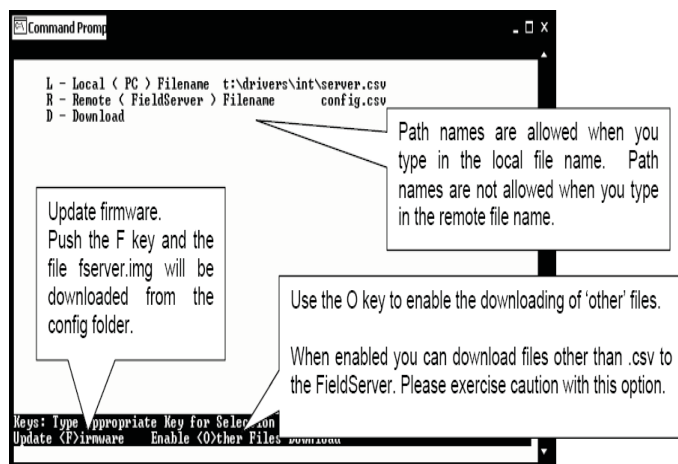 Command Promp
L - Local ( PC ) Filename t:\drivers\int\server.csv
R - Remote ( FieldServer ) Filename config.csv
D - Download
Path names are allowed when you
type in the local file name. Path
names are not allowed when you type
in the remote file name.
Update firmware.
Push the F key and the
file fserver.img will be
downloaded from the
config folder.
Use the O key to enable the downloading of ‘other’ files.
When enabled you can download files other than .csv to
the FieldServer. Please exercise caution with this option.
Keys: Type ppropriate Key for Selection
Update (F)irmware Enable (O)ther Files Download